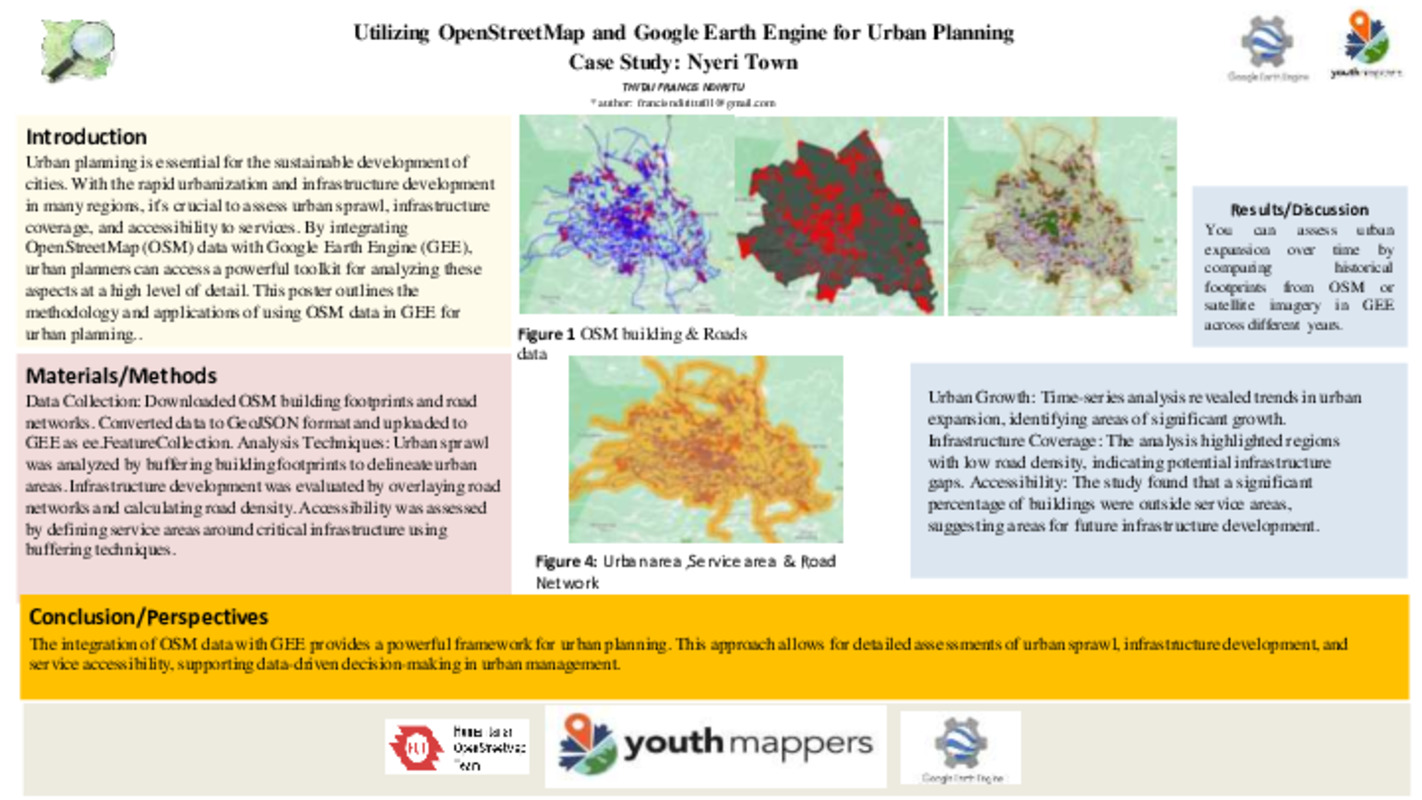 Utilizing OpenStreetMap and Google Earth Engine for Urban Planning
Case Study: Nyeri Town
THITAI FRANCIS NDIRITU
* author:
Google Earth Engine
youthmappers
Introduction
Urban planning is essential for the sustainable development of
cities. With the rapid urbanization and infrastructure development
in many regions, it's crucial to assess urban sprawl, infrastructure
coverage, and accessibility to services. By integrating
OpenStreetMap (OSM) data with Google Earth Engine (GEE),
urban planners can access a powerful toolkit for analyzing these
aspects at a high level of detail. This poster outlines the
methodology and applications of using OSM data in GEE for
urban planning..
Materials/Methods
Data Collection: Downloaded OSM building footprints and road
networks. Converted data to GeoJSON format and uploaded to
GEE as ee.FeatureCollection. Analysis Techniques: Urban sprawl
was analyzed by buffering building footprints to delineate urban
areas. Infrastructure development was evaluated by overlaying road
networks and calculating road density. Accessibility was assessed
by defining service areas around critical infrastructure using
buffering techniques.
Figure 1 OSM building & Roads
data
Figure 4: Urban area ,Service area & Road
Network
Results/Discussion
You can assess urban
expansion over time by
comparing historical
footprints from OSM or
satellite imagery in GEE
across different years.
Urban Growth: Time-series analysis revealed trends in urban
expansion, identifying areas of significant growth.
Infrastructure Coverage: The analysis highlighted regions
with low road density, indicating potential infrastructure
gaps. Accessibility: The study found that a significant
percentage of buildings were outside service areas,
suggesting areas for future infrastructure development.
Conclusion/Perspectives
The integration of OSM data with GEE provides a powerful framework for urban planning. This approach allows for detailed assessments of urban sprawl, infrastructure development, and
service accessibility, supporting data-driven decision-making in urban management.
Humanitarian
OpenStreetMap
Team
youthmappers
Google Earth Engine